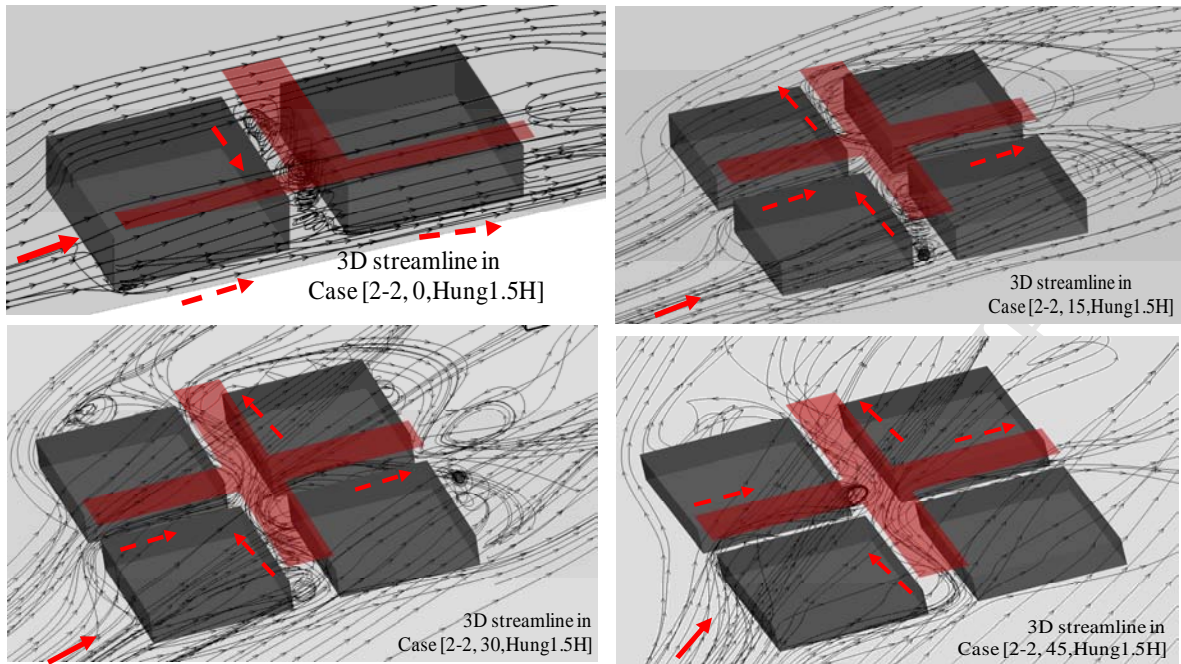 3D streamline in
Case [2-2, 0,Hung1.5H]
3D streamline in
Case [2-2, 15,Hung1.5H]
3D streamline in
Case [2-2, 30,Hung1.5H]
3D streamline in
Case [2-2, 45,Hung1.5H]